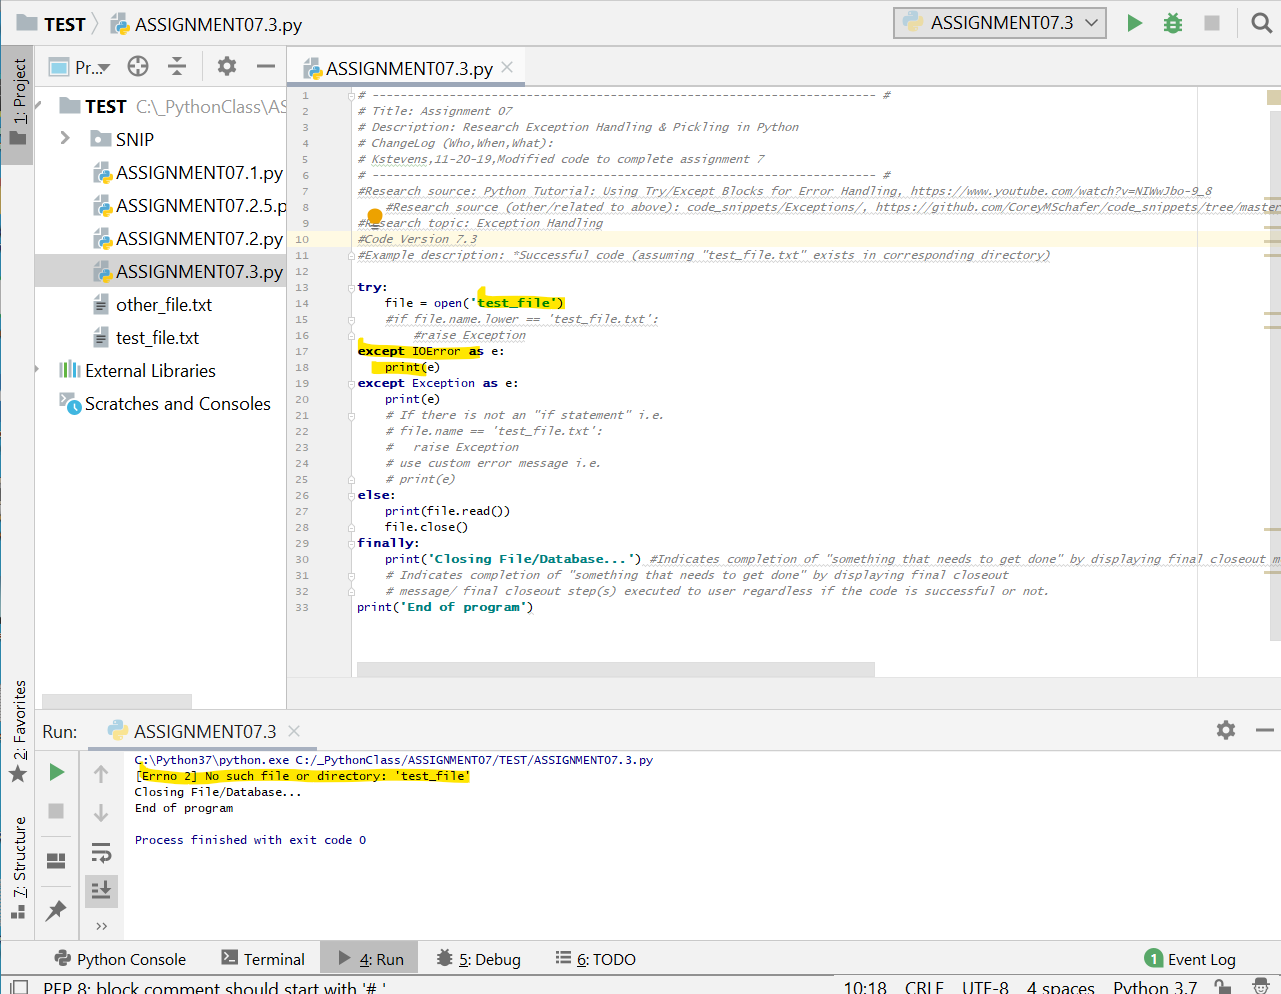 TEST ASSIGNMENT07.3.py ASSIGNMENT07.3
1: Project Pr... ASSIGNMENT07.3.py
TEST C:\_PythonClass\AS
SNIP
ASSIGNMENT07.1.py
ASSIGNMENT07.2.5.p
ASSIGNMENT07.2.py
ASSIGNMENT07.3.py
other_file.txt
test_file.txt
External Libraries
Scratches and Consoles
1 # ------------------------------------------------------------------------ #
2 # Title: Assignment 07
3 # Description: Research Exception Handling & Pickling in Python
4 # ChangeLog (Who,When,What):
5 # Kstevens,11-20-19,Modified code to complete assignment 7
6 # ------------------------------------------------------------------------ #
7 #Research source: Python Tutorial: Using Try/Except Blocks for Error Handling, https://www.youtube.com/watch?v=NIWwJbo-9_8
8 #Research source (other/related to above): code_snippets/Exceptions/, https://github.com/CoreyMSchafer/code_snippets/tree/master
9 #Research topic: Exception Handling
10 #Code Version 7.3
11 #Example description: *Successful code (assuming "test_file.txt" exists in corresponding directory)
12
13 try:
14 file = open('test_file')
15 #if file.name.lower == 'test_file.txt':
16 #raise Exception
17 except IOError as e:
18 print(e)
19 except Exception as e:
20 print(e)
21 # If there is not an "if statement" i.e.
22 # file.name == 'test_file.txt':
23 #   raise Exception
24 # use custom error message i.e.
25 # print(e)
26 else:
27 print(file.read())
28 file.close()
29 finally:
30 print('Closing File/Database...') #Indicates completion of "something that needs to get done" by displaying final closeout m
31 # Indicates completion of "something that needs to get done" by displaying final closeout
32 # message/ final closeout step(s) executed to user regardless if the code is successful or not.
33 print('End of program')
2: Favorites
7: Structure
Run: ASSIGNMENT07.3
C:\Python37\python.exe C:/_PythonClass/ASSIGNMENT07/TEST/ASSIGNMENT07.3.py
[Errno 2] No such file or directory: 'test_file'
Closing File/Database...
End of program
Process finished with exit code 0
Python Console Terminal 4: Run 5: Debug 6: TODO 1 Event Log
PEP 8: block comment should start with '# ' 10:18 CRLF UTF-8 4 spaces Python 3.7